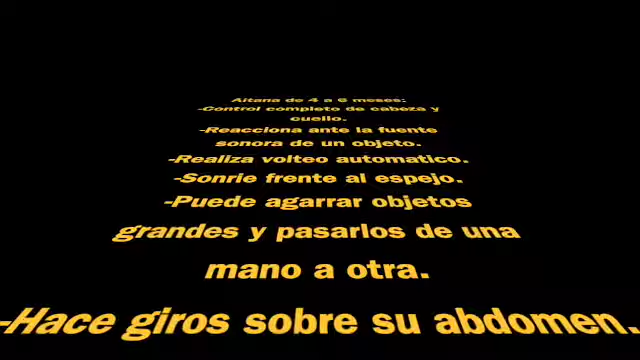 Aitana de 4 a 6 meses:
-Control completo de cabeza y
cuello.
-Reacciona ante la fuente
sonora de un objeto.
-Realiza volteo automatico.
-Sonrie frente al espejo.
-Puede agarrar objetos
grandes y pasarlos de una
mano a otra.
-Hace giros sobre su abdomen.